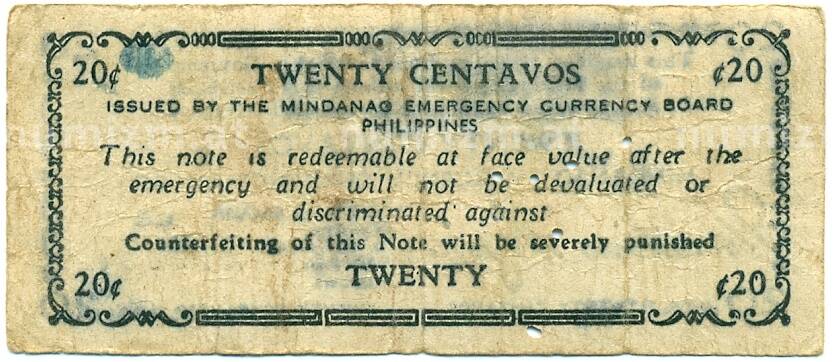 20¢ TWENTY CENTAVOS ¢20
ISSUED BY THE MINDANAO EMERGENCY CURRENCY BOARD
PHILIPPINES
This note is redeemable at face value after the
emergency and will not be devaluated or
discriminated against
Counterfeiting of this Note will be severely punished
TWENTY
20¢ ¢20